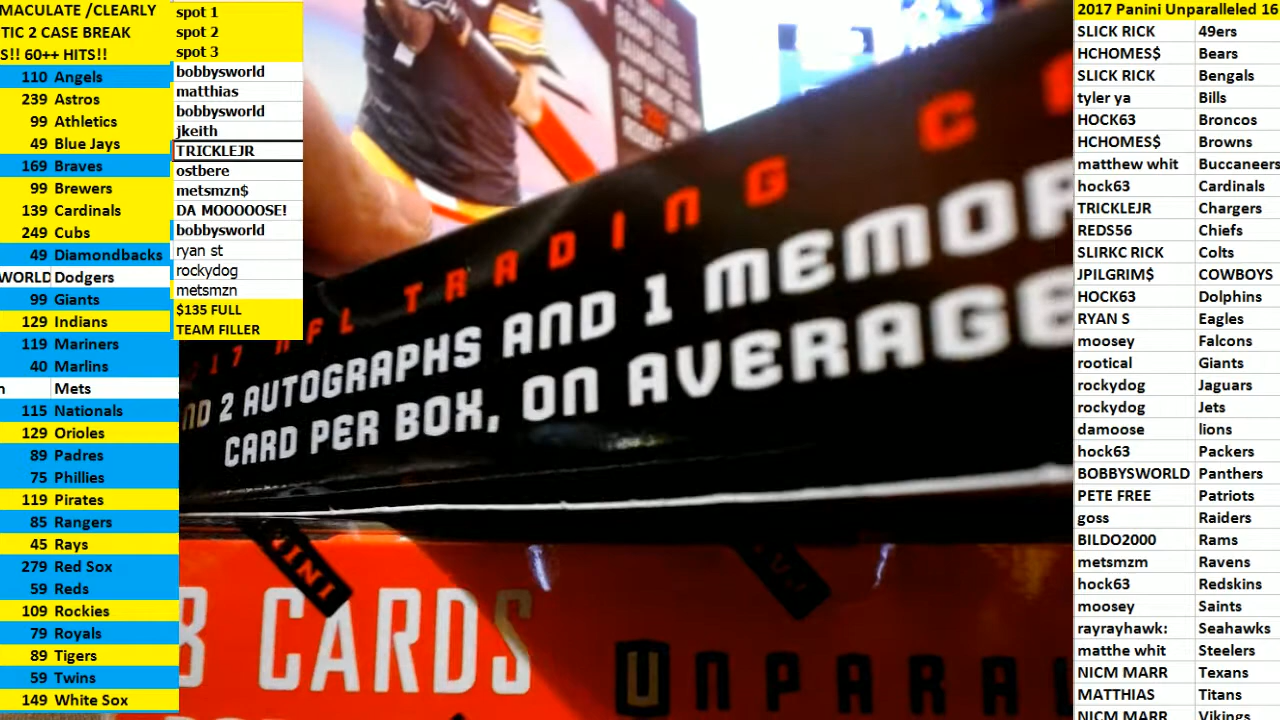 MACULATE /CLEARLY
TIC 2 CASE BREAK
S!! 60++ HITS!!
110 Angels
239 Astros
99 Athletics
49 Blue Jays
169 Braves
99 Brewers
139 Cardinals
249 Cubs
49 Diamondbacks
WORLD Dodgers
99 Giants
129 Indians
119 Mariners
40 Marlins
n Mets
115 Nationals
129 Orioles
89 Padres
75 Phillies
119 Pirates
85 Rangers
45 Rays
279 Red Sox
59 Reds
109 Rockies
79 Royals
89 Tigers
59 Twins
149 White Sox
spot 1
spot 2
spot 3
bobbysworld
matthias
bobbysworld
jkeith
TRICKLEJR
ostbere
metsmzn$
DA MOOOOOSE!
bobbysworld
ryan st
rockydog
metsmzn
$135 FULL
TEAM FILLER
17 NFL TRADING C
ND 2 AUTOGRAPHS AND 1 MEMOR
CARD PER BOX, ON AVERAGE
INI
8 CARDS
UNPARAL
2017 Panini Unparalleled 16
SLICK RICK 49ers
HCHOMES$ Bears
SLICK RICK Bengals
tyler ya Bills
HOCK63 Broncos
HCHOMES$ Browns
matthew whit Buccaneers
hock63 Cardinals
TRICKLEJR Chargers
REDS56 Chiefs
SLIRKC RICK Colts
JPILGRIM$ COWBOYS
HOCK63 Dolphins
RYAN S Eagles
moosey Falcons
rootical Giants
rockydog Jaguars
rockydog Jets
damoose lions
hock63 Packers
BOBBYSWORLD Panthers
PETE FREE Patriots
goss Raiders
BILDO2000 Rams
metsmzm Ravens
hock63 Redskins
moosey Saints
rayrayhawk: Seahawks
matthe whit Steelers
NICM MARR Texans
MATTHIAS Titans
NICM MARR Vikings